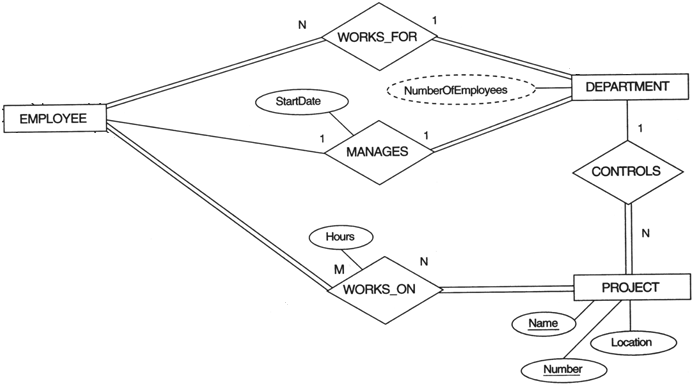 N
1
WORKS_FOR
NumberOfEmployees
DEPARTMENT
StartDate
EMPLOYEE
1
1
MANAGES
1
CONTROLS
Hours
N
M
N
WORKS_ON
PROJECT
Name
Location
Number